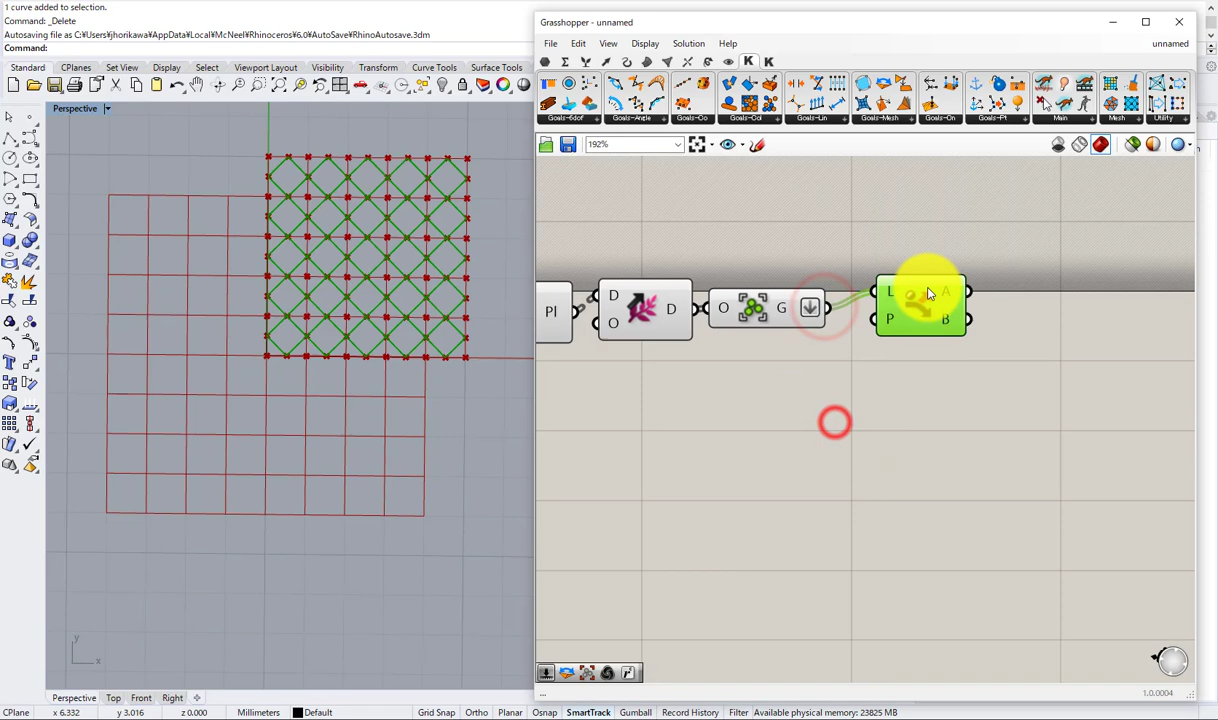 1 curve added to selection.
Command: _Delete
Autosaving file as C:¥Users¥jhorikawa¥AppData¥Local¥McNeel¥Rhinoceros¥6.0¥AutoSave¥RhinoAutosave.3dm
Command:
Standard CPlanes Set View Display Select Viewport Layout Visibility Transform Curve Tools Surface Tools
Perspective
y
x
Perspective Top Front Right
CPlane x 6.332 y 3.016 z 0.000 Millimeters Default Grid Snap Ortho Planar Osnap SmartTrack Gumball Record History Filter Available physical memory: 23825 MB
Grasshopper - unnamed
File Edit View Display Solution Help unnamed
K K
Goals-6dof Goals-Angle Goals-Co Goals-Col Goals-Lin Goals-Mesh Goals-On Goals-Pt Main Mesh Utility
192%
Pl D O D O G L P A B
...
1.0.0004